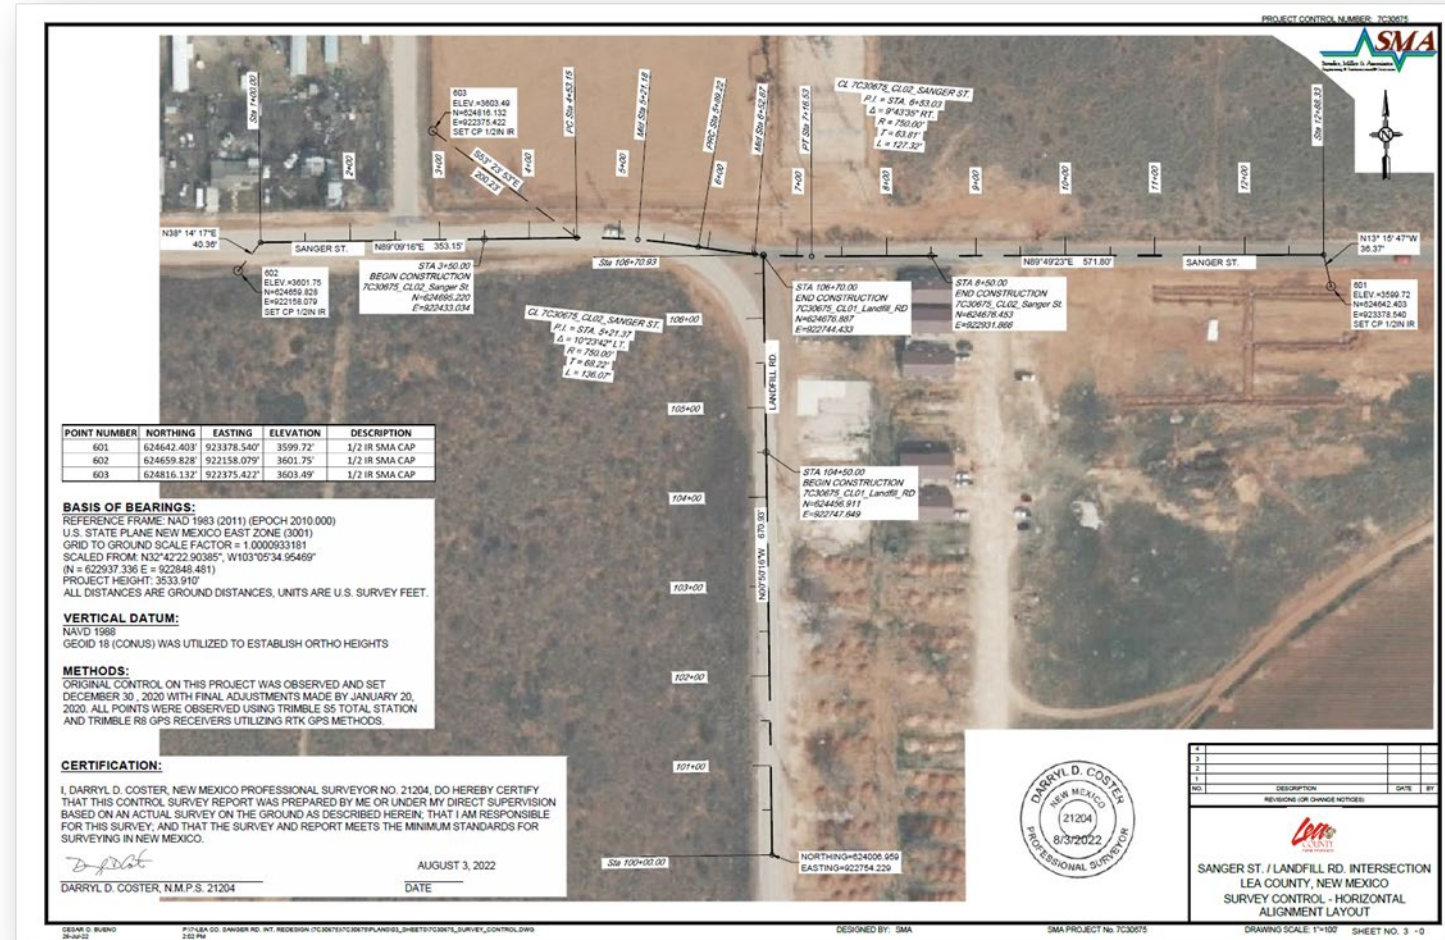 PROJECT CONTROL NUMBER: 7C30675
SMA
Souder, Miller & Associates
603
ELEV.=3603.49
N=624816.132
E=922375.422
SET CP 1/2IN IR
Sta 1+00.00
2+00
3+00
S53° 23' 53"E
200.23'
4+00
PC Sta 4+53.15
5+00
Mid Sta 5+21.18
PRC Sta 5+89.22
6+00
Mid Sta 6+52.87
7+00
PT Sta 7+16.53
CL 7C30675_CL02_SANGER ST.
P.I. = STA. 6+53.03
Δ = 9°43'35" RT.
R = 750.00'
T = 63.81'
L = 127.32'
8+00
9+00
10+00
11+00
12+00
Sta 12+88.33
N38° 14' 17"E
40.36'
SANGER ST.
N89°09'16"E 353.15'
N89°49'23"E 571.80'
SANGER ST.
N13° 15' 47"W
36.37'
602
ELEV.=3601.75
N=624659.828
E=922158.079
SET CP 1/2IN IR
STA 3+50.00
BEGIN CONSTRUCTION
7C30675_CL02_Sanger St.
N=624695.220
E=922433.034
Sta 106+70.93
STA 106+70.00
END CONSTRUCTION
7C30675_CL01_Landfill_RD
N=624676.887
E=922744.433
STA 8+50.00
END CONSTRUCTION
7C30675_CL02_Sanger St.
N=624678.453
E=922931.866
601
ELEV.=3599.72
N=624642.403
E=923378.540
SET CP 1/2IN IR
CL 7C30675_CL02_SANGER ST.
P.I. = STA. 5+21.37
Δ = 10°23'42" LT.
R = 750.00'
T = 68.22'
L = 136.07'
106+00
LANDFILL RD.
105+00
STA 104+50.00
BEGIN CONSTRUCTION
7C30675_CL01_Landfill_RD
N=624456.911
E=922747.649
104+00
N00°50'16"W 670.93'
103+00
102+00
101+00
Sta 100+00.00
NORTHING=624006.959
EASTING=922754.229
POINT NUMBER NORTHING EASTING ELEVATION DESCRIPTION
601 624642.403' 923378.540' 3599.72' 1/2 IR SMA CAP
602 624659.828' 922158.079' 3601.75' 1/2 IR SMA CAP
603 624816.132' 922375.422' 3603.49' 1/2 IR SMA CAP
BASIS OF BEARINGS:
REFERENCE FRAME: NAD 1983 (2011) (EPOCH 2010.000)
U.S. STATE PLANE NEW MEXICO EAST ZONE (3001)
GRID TO GROUND SCALE FACTOR = 1.0000933181
SCALED FROM: N32°42'22.90385", W103°05'34.95469"
(N = 622937.336 E = 922848.481)
PROJECT HEIGHT: 3533.910'
ALL DISTANCES ARE GROUND DISTANCES, UNITS ARE U.S. SURVEY FEET.
VERTICAL DATUM:
NAVD 1988
GEOID 18 (CONUS) WAS UTILIZED TO ESTABLISH ORTHO HEIGHTS
METHODS:
ORIGINAL CONTROL ON THIS PROJECT WAS OBSERVED AND SET
DECEMBER 30 , 2020 WITH FINAL ADJUSTMENTS MADE BY JANUARY 20,
2020. ALL POINTS WERE OBSERVED USING TRIMBLE S5 TOTAL STATION
AND TRIMBLE R8 GPS RECEIVERS UTILIZING RTK GPS METHODS.
CERTIFICATION:
I, DARRYL D. COSTER, NEW MEXICO PROFESSIONAL SURVEYOR NO. 21204, DO HEREBY CERTIFY
THAT THIS CONTROL SURVEY REPORT WAS PREPARED BY ME OR UNDER MY DIRECT SUPERVISION
BASED ON AN ACTUAL SURVEY ON THE GROUND AS DESCRIBED HEREIN; THAT I AM RESPONSIBLE
FOR THIS SURVEY; AND THAT THE SURVEY AND REPORT MEETS THE MINIMUM STANDARDS FOR
SURVEYING IN NEW MEXICO.
AUGUST 3, 2022
DARRYL D. COSTER, N.M.P.S. 21204
DATE
DARRYL D. COSTER
NEW MEXICO
21204
8/3/2022
PROFESSIONAL SURVEYOR
4
3
2
1
NO. DESCRIPTION DATE BY
REVISIONS (OR CHANGE NOTICES)
Lea
COUNTY
SANGER ST. / LANDFILL RD. INTERSECTION
LEA COUNTY, NEW MEXICO
SURVEY CONTROL - HORIZONTAL
ALIGNMENT LAYOUT
CESAR O. BUENO
26-Jul-22
2:02 PM
DESIGNED BY: SMA
SMA PROJECT No. 7C30675
DRAWING SCALE: 1"=100'
SHEET NO. 3 - 0